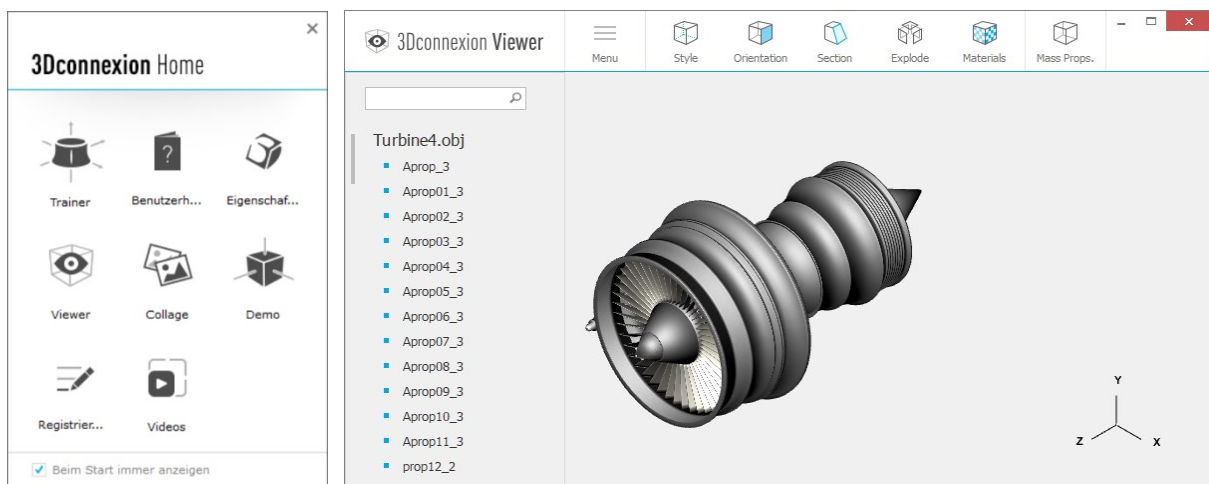 3Dconnexion Home
Trainer
Benutzerh...
Eigenschaf...
Viewer
Collage
Demo
Registrier...
Videos
Beim Start immer anzeigen
3Dconnexion Viewer
Menu
Style
Orientation
Section
Explode
Materials
Mass Props.
Turbine4.obj
Aprop_3
Aprop01_3
Aprop02_3
Aprop03_3
Aprop04_3
Aprop05_3
Aprop06_3
Aprop07_3
Aprop08_3
Aprop09_3
Aprop10_3
Aprop11_3
prop12_2
Y
Z
X